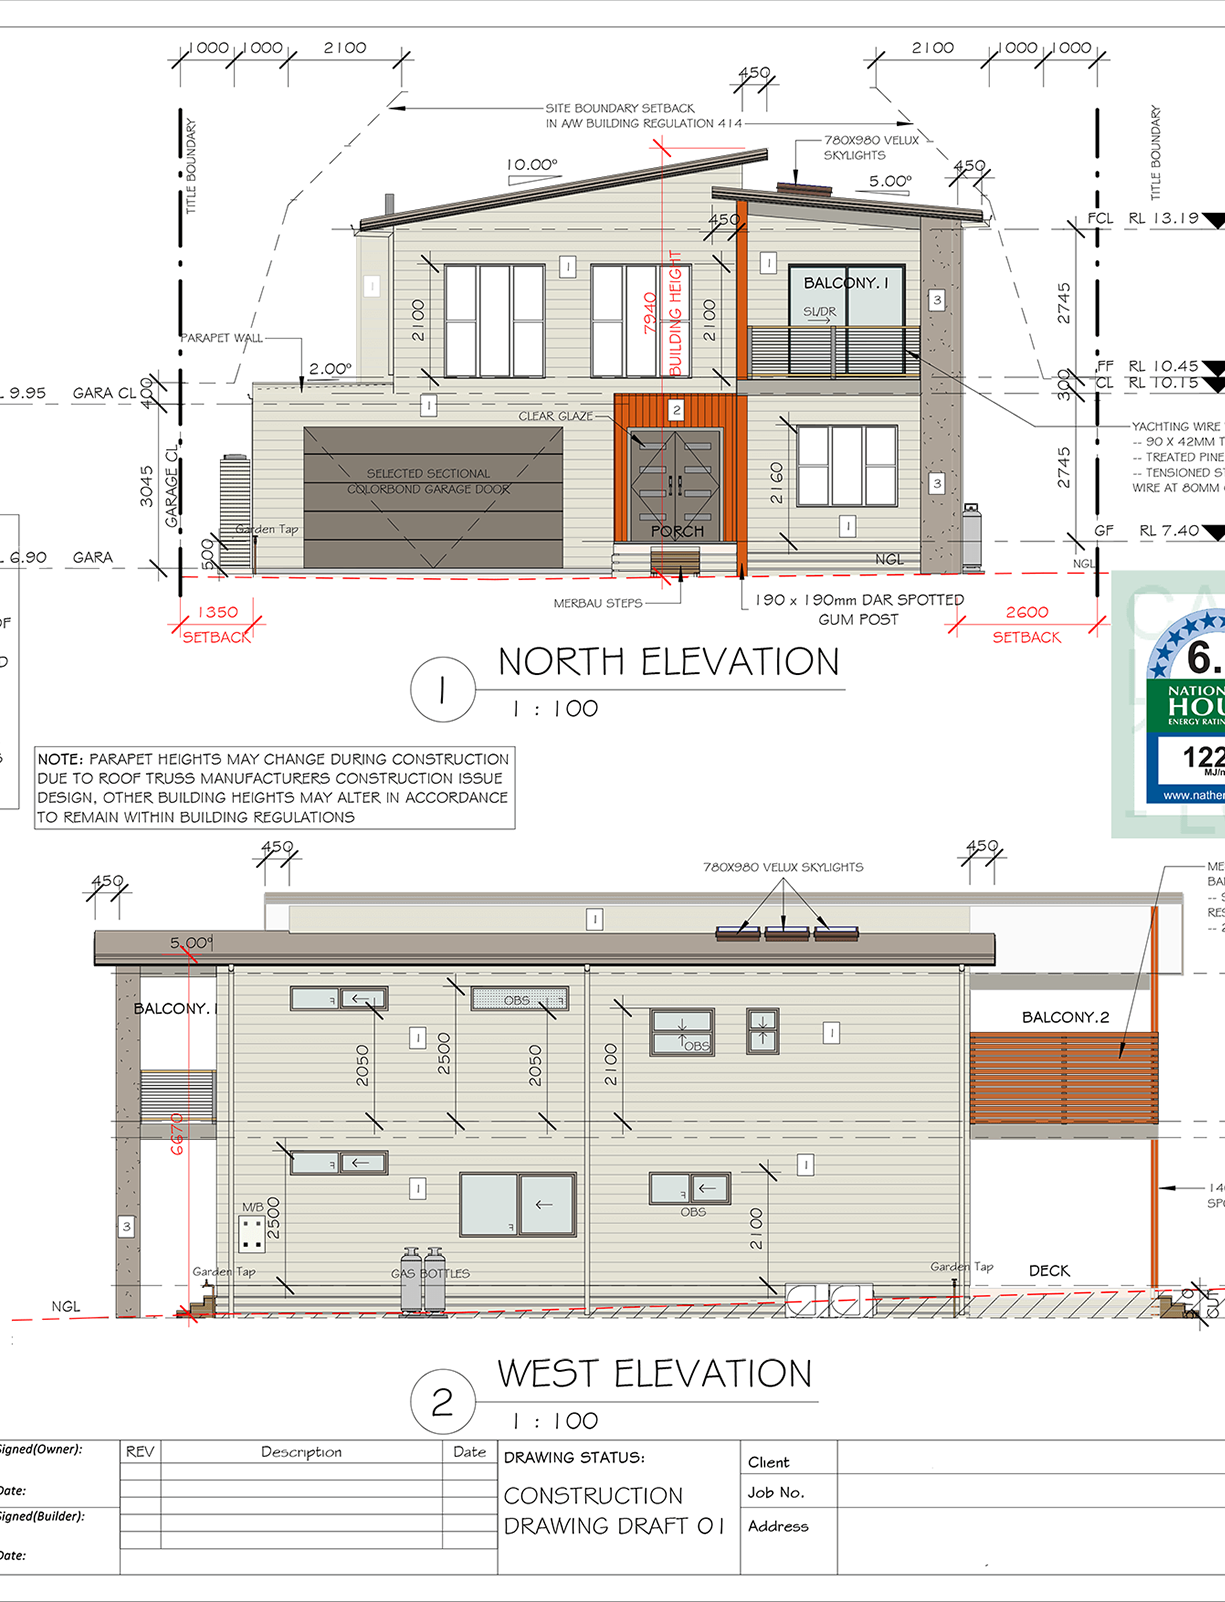 1000 1000 2100
2100 1000 1000
450
SITE BOUNDARY SETBACK
IN A/W BUILDING REGULATION 414
TITLE BOUNDARY
TITLE BOUNDARY
780X980 VELUX
SKYLIGHTS
10.00°
5.00°
450
450
FCL RL 13.19
1
1
1
BALCONY.1
SL/DR
3
2100
7940
BUILDING HEIGHT
2100
2745
PARAPET WALL
2.00°
FF RL 10.45
CL RL 10.15
300
9.95 GARA CL
400
1
CLEAR GLAZE
2
YACHTING WIRE
-- 90 X 42MM T
-- TREATED PINE
-- TENSIONED ST
WIRE AT 80MM
3045
GARAGE CL
SELECTED SECTIONAL
COLORBOND GARAGE DOOR
2160
3
2745
Garden Tap
PORCH
1
GF RL 7.40
6.90 GARA
500
NGL
NGL
1350
SETBACK
MERBAU STEPS
190 x 190mm DAR SPOTTED
GUM POST
2600
SETBACK
1
NORTH ELEVATION
1 : 100
6.
NATION
HOU
ENERGY RATIN
122
MJ/m
www.nather
NOTE: PARAPET HEIGHTS MAY CHANGE DURING CONSTRUCTION
DUE TO ROOF TRUSS MANUFACTURERS CONSTRUCTION ISSUE
DESIGN, OTHER BUILDING HEIGHTS MAY ALTER IN ACCORDANCE
TO REMAIN WITHIN BUILDING REGULATIONS
450
450
450
780X980 VELUX SKYLIGHTS
1
5.00°
BALCONY.1
OBS
OBS
BALCONY.2
1
1
2050
2500
2050
2100
6670
1
1
M/B
2500
OBS
2100
3
Garden Tap
GAS BOTTLES
Garden Tap
DECK
NGL
2
WEST ELEVATION
1 : 100
Signed(Owner):
Date:
Signed(Builder):
Date:
REV Description Date
DRAWING STATUS:
CONSTRUCTION
DRAWING DRAFT 01
Client
Job No.
Address